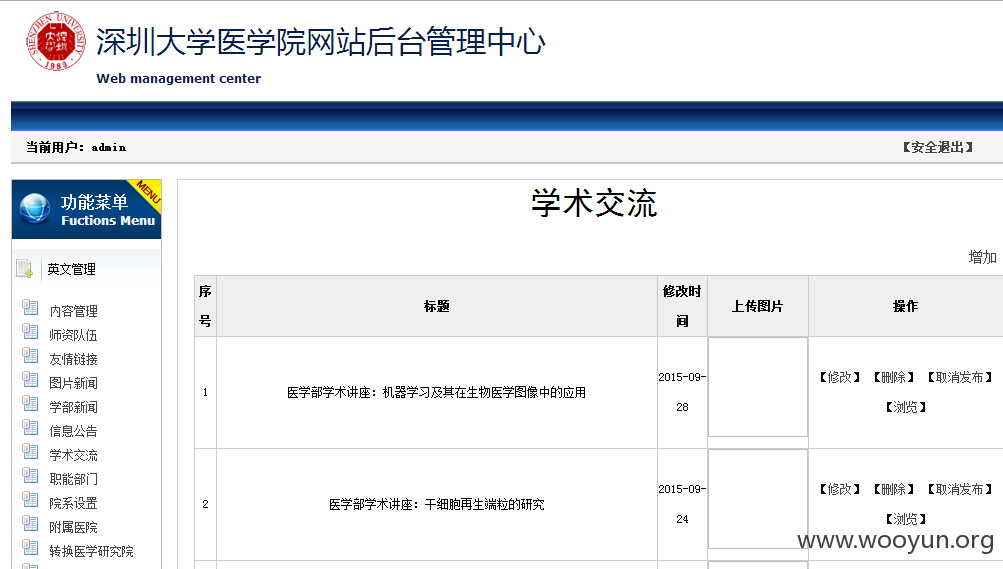 SHENZHEN UNIVERSITY
1983
深圳大学医学院网站后台管理中心
Web management center
当前用户：admin
【安全退出】
功能菜单
Fuctions Menu
MENU
英文管理
内容管理
师资队伍
友情链接
图片新闻
学部新闻
信息公告
学术交流
职能部门
院系设置
附属医院
转换医学研究院
学术交流
增加
序号 标题 修改时间 上传图片 操作
1 医学部学术讲座：机器学习及其在生物医学图像中的应用 2015-09-28 【修改】 【删除】 【取消发布】
【浏览】
2 医学部学术讲座：干细胞再生端粒的研究 2015-09-24 【修改】 【删除】 【取消发布】
【浏览】
www.wooyun.org